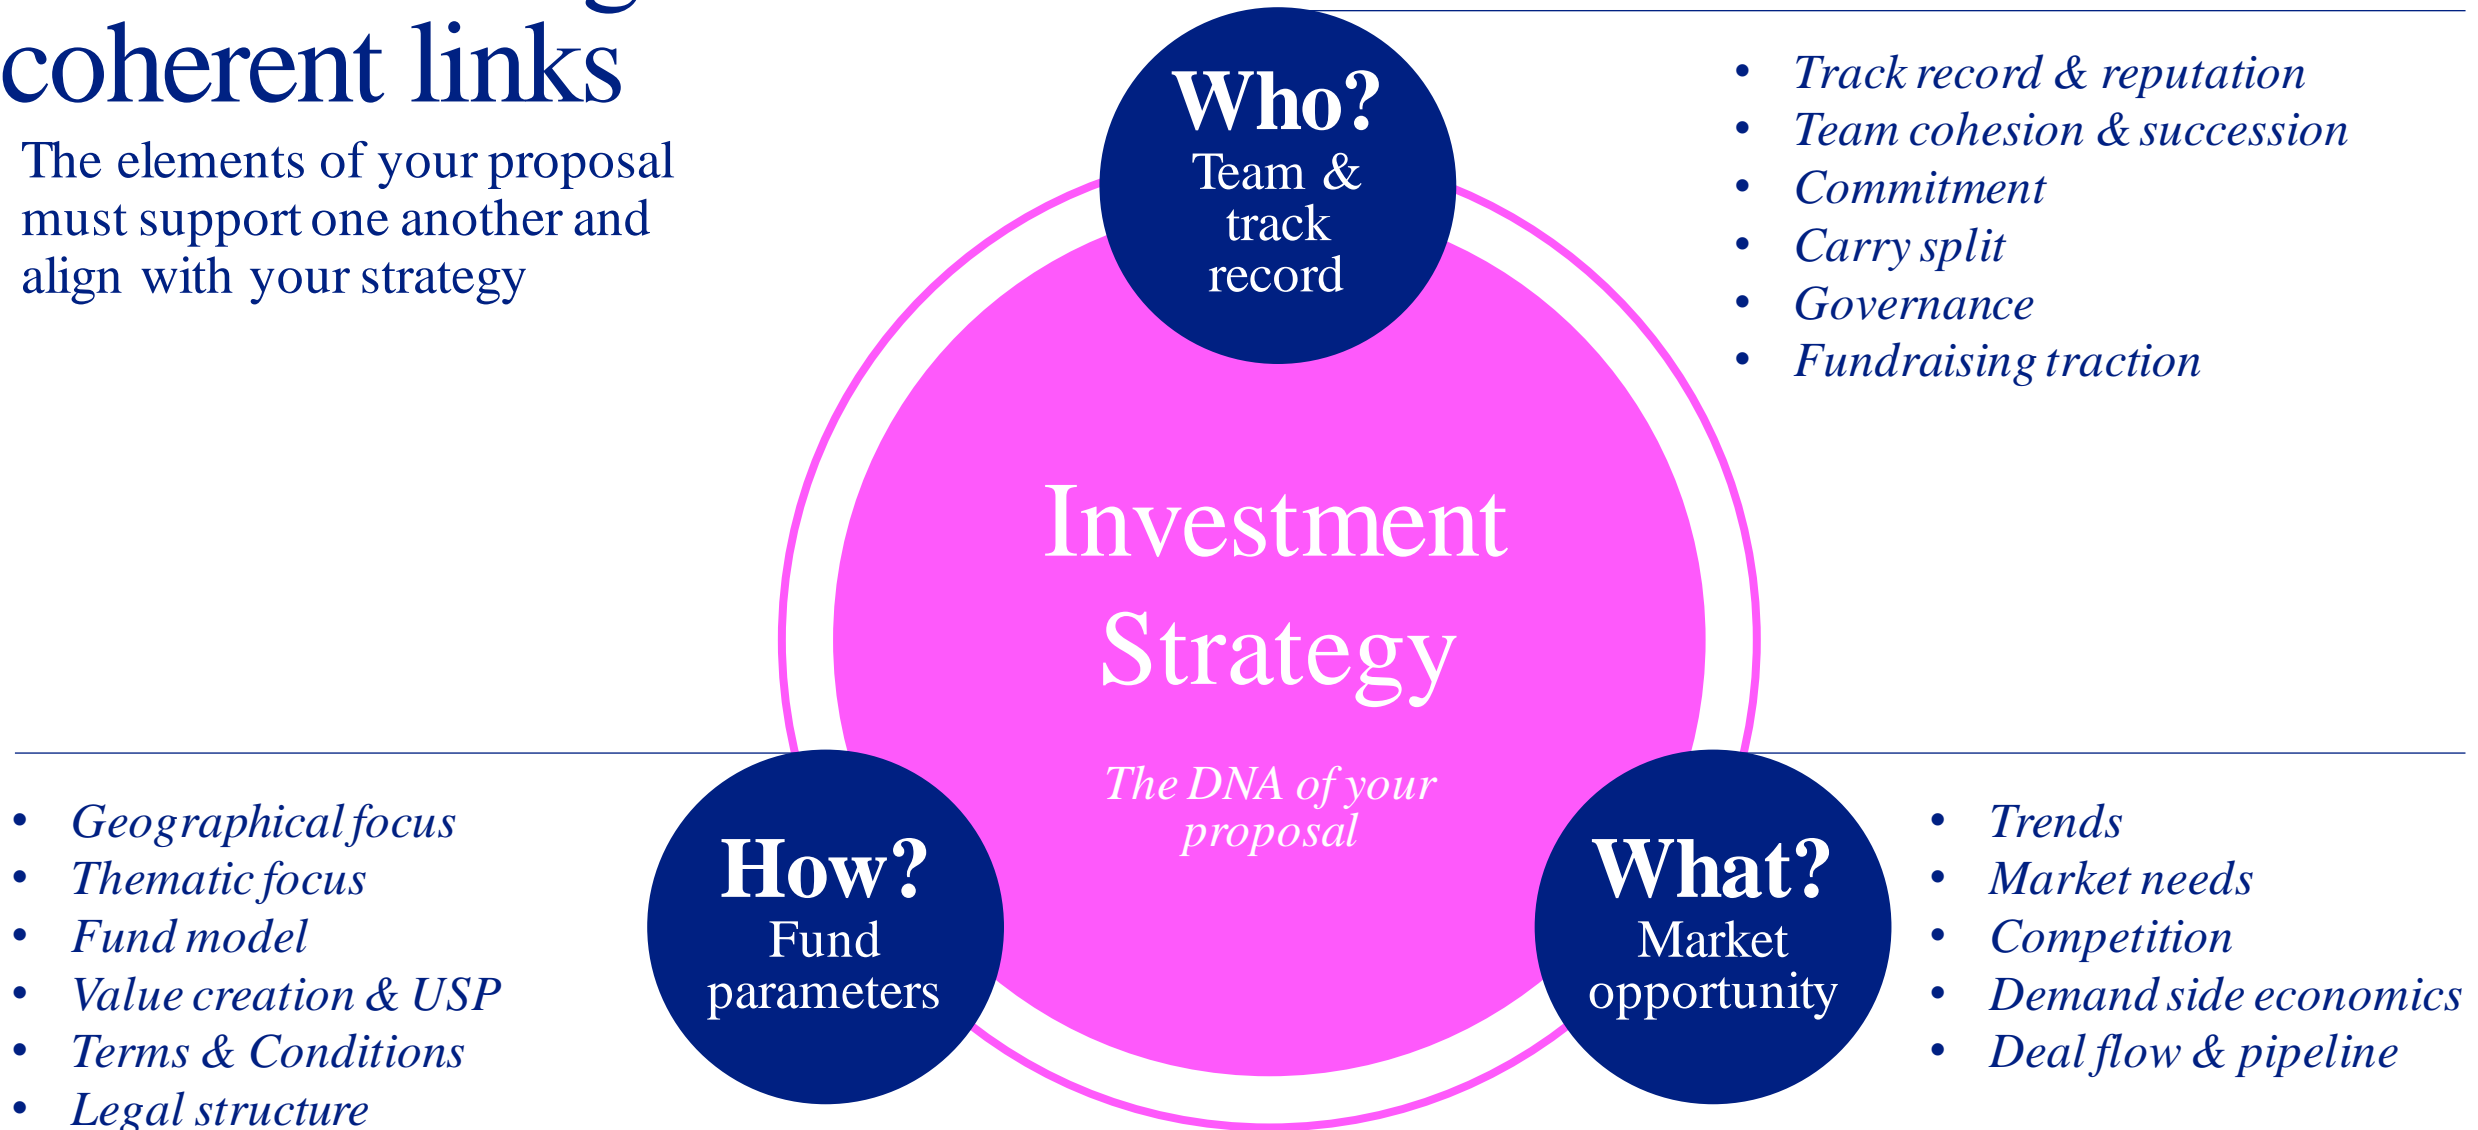 coherent links
The elements of your proposal
must support one another and
align with your strategy
Who?
Team &
track
record
• Track record & reputation
• Team cohesion & succession
• Commitment
• Carry split
• Governance
• Fundraising traction
Investment
Strategy
The DNA of your
proposal
How?
Fund
parameters
• Geographical focus
• Thematic focus
• Fund model
• Value creation & USP
• Terms & Conditions
• Legal structure
What?
Market
opportunity
• Trends
• Market needs
• Competition
• Demand side economics
• Deal flow & pipeline